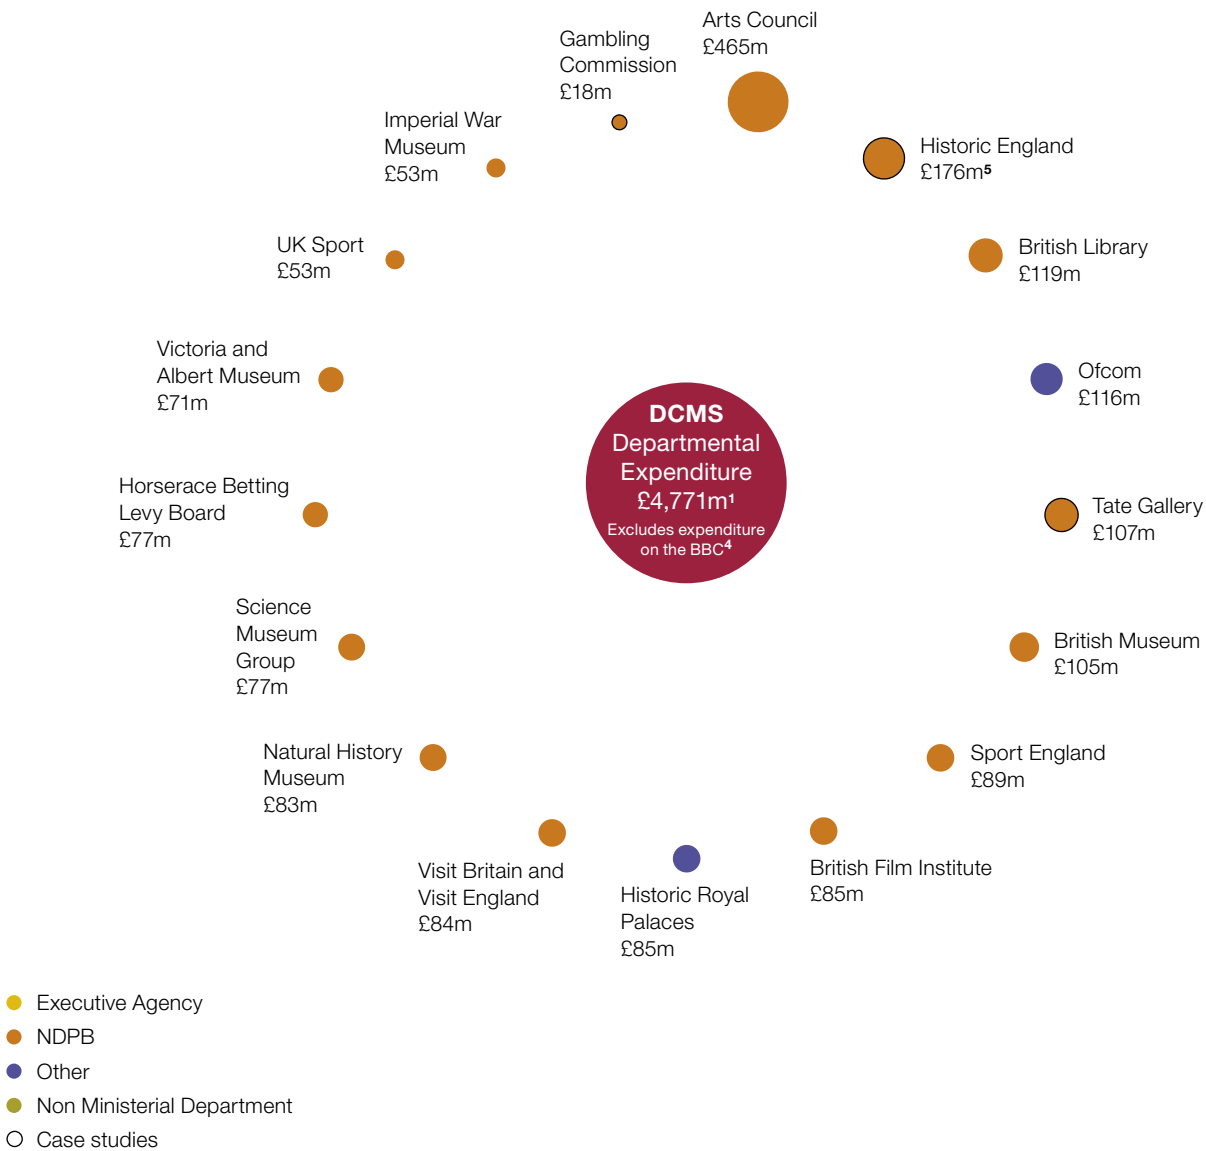 Arts Council
£465m
Gambling
Commission
£18m
Imperial War
Museum
£53m
Historic England
£176m⁵
UK Sport
£53m
British Library
£119m
Victoria and
Albert Museum
£71m
Ofcom
£116m
DCMS
Departmental
Expenditure
£4,771m¹
Excludes expenditure
on the BBC⁴
Horserace Betting
Levy Board
£77m
Tate Gallery
£107m
Science
Museum
Group
£77m
British Museum
£105m
Natural History
Museum
£83m
Sport England
£89m
Visit Britain and
Visit England
£84m
Historic Royal
Palaces
£85m
British Film Institute
£85m
Executive Agency
NDPB
Other
Non Ministerial Department
Case studies